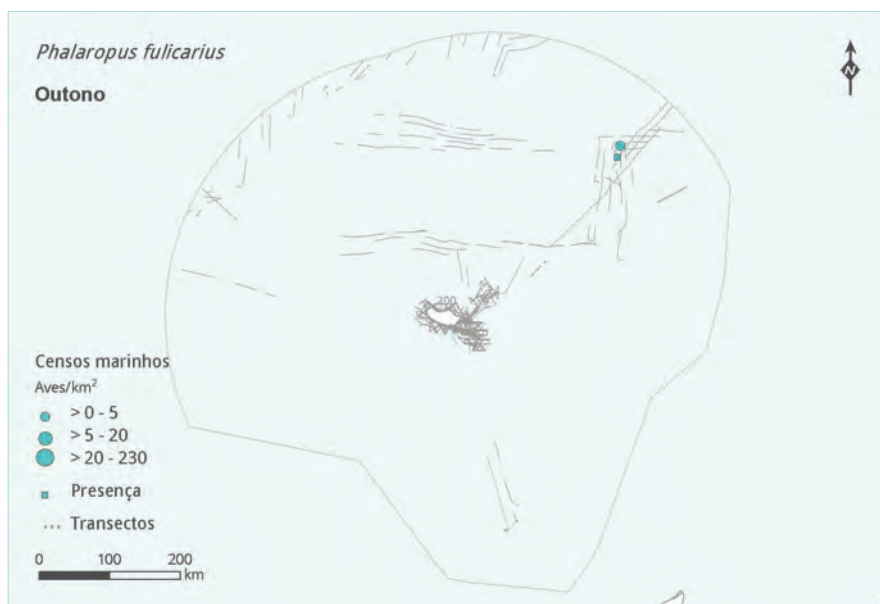 Phalaropus fulicarius
Outono
N
200
Censos marinhos
Aves/km²
> 0 - 5
> 5 - 20
> 20 - 230
Presença
Transectos
0 100 200
km